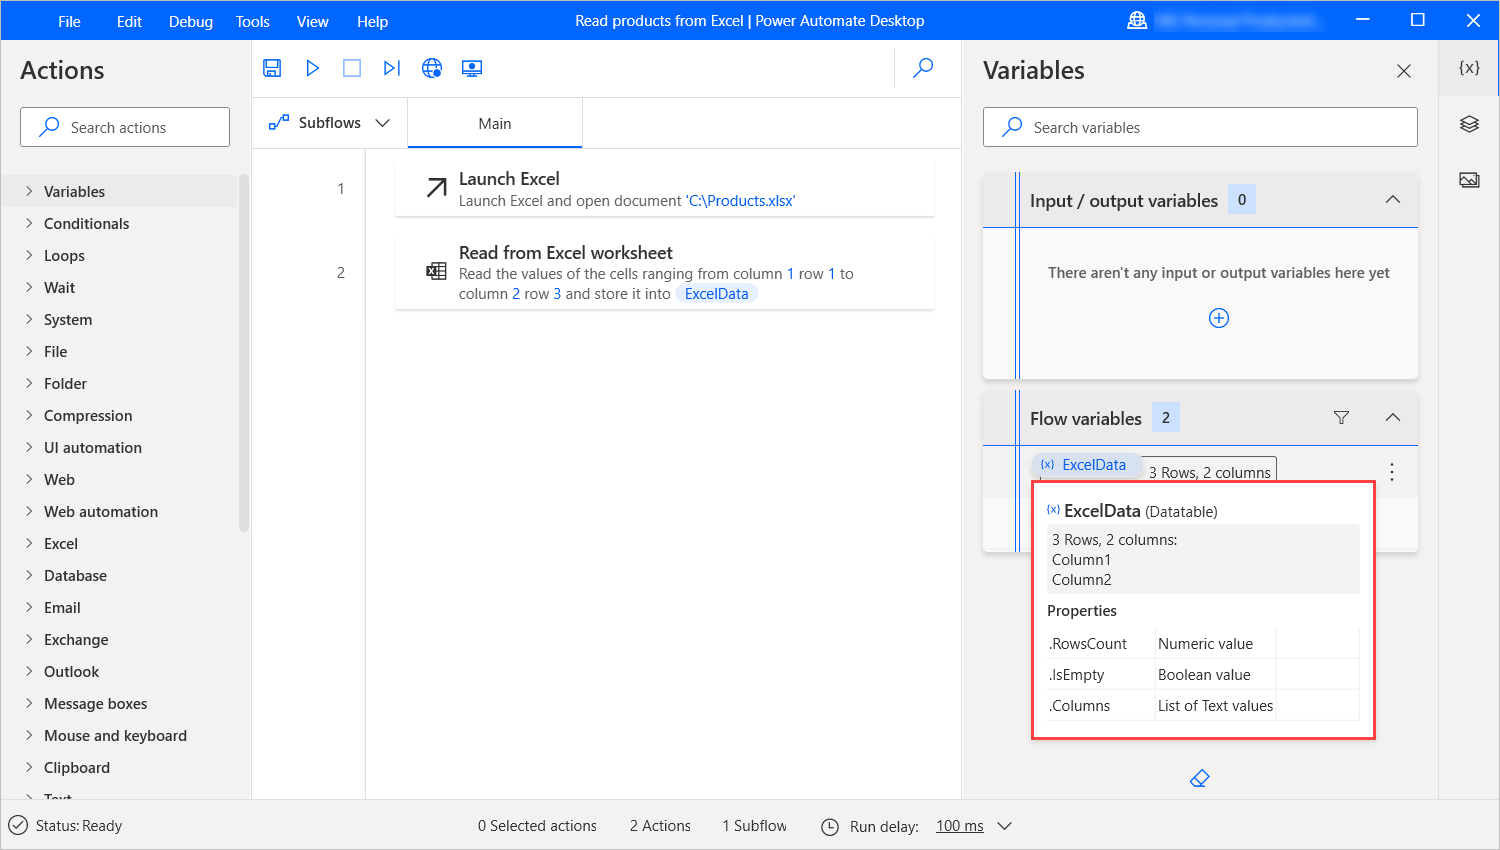 File Edit Debug Tools View Help Read products from Excel | Power Automate Desktop
Actions
Search actions
Variables
Conditionals
Loops
Wait
System
File
Folder
Compression
UI automation
Web
Web automation
Excel
Database
Email
Exchange
Outlook
Message boxes
Mouse and keyboard
Clipboard
Text
Subflows
Main
1
Launch Excel
Launch Excel and open document 'C:\Products.xlsx'
2
Read from Excel worksheet
Read the values of the cells ranging from column 1 row 1 to
column 2 row 3 and store it into ExcelData
Variables
{x}
Search variables
Input / output variables 0
There aren't any input or output variables here yet
Flow variables 2
{x} ExcelData 3 Rows, 2 columns
{x} ExcelData (Datatable)
3 Rows, 2 columns:
Column1
Column2
Properties
.RowsCount Numeric value
.IsEmpty Boolean value
.Columns List of Text values
Status: Ready 0 Selected actions 2 Actions 1 Subflow Run delay: 100 ms